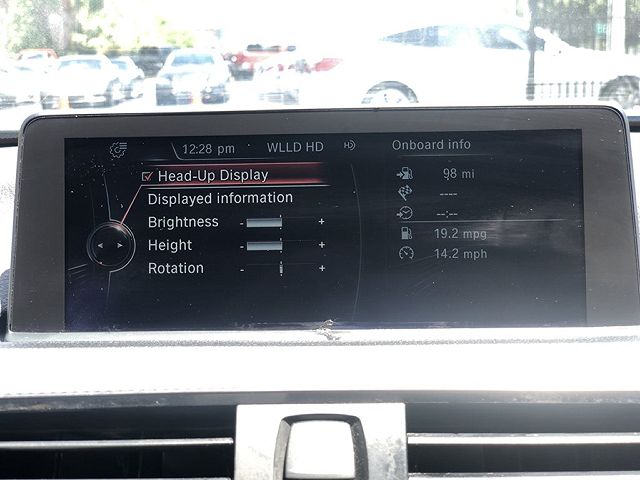 12:28 pm WLLD HD Onboard info
Head-Up Display
Displayed information
Brightness - +
Height - +
Rotation - +
98 mi
----
--:--
19.2 mpg
14.2 mph